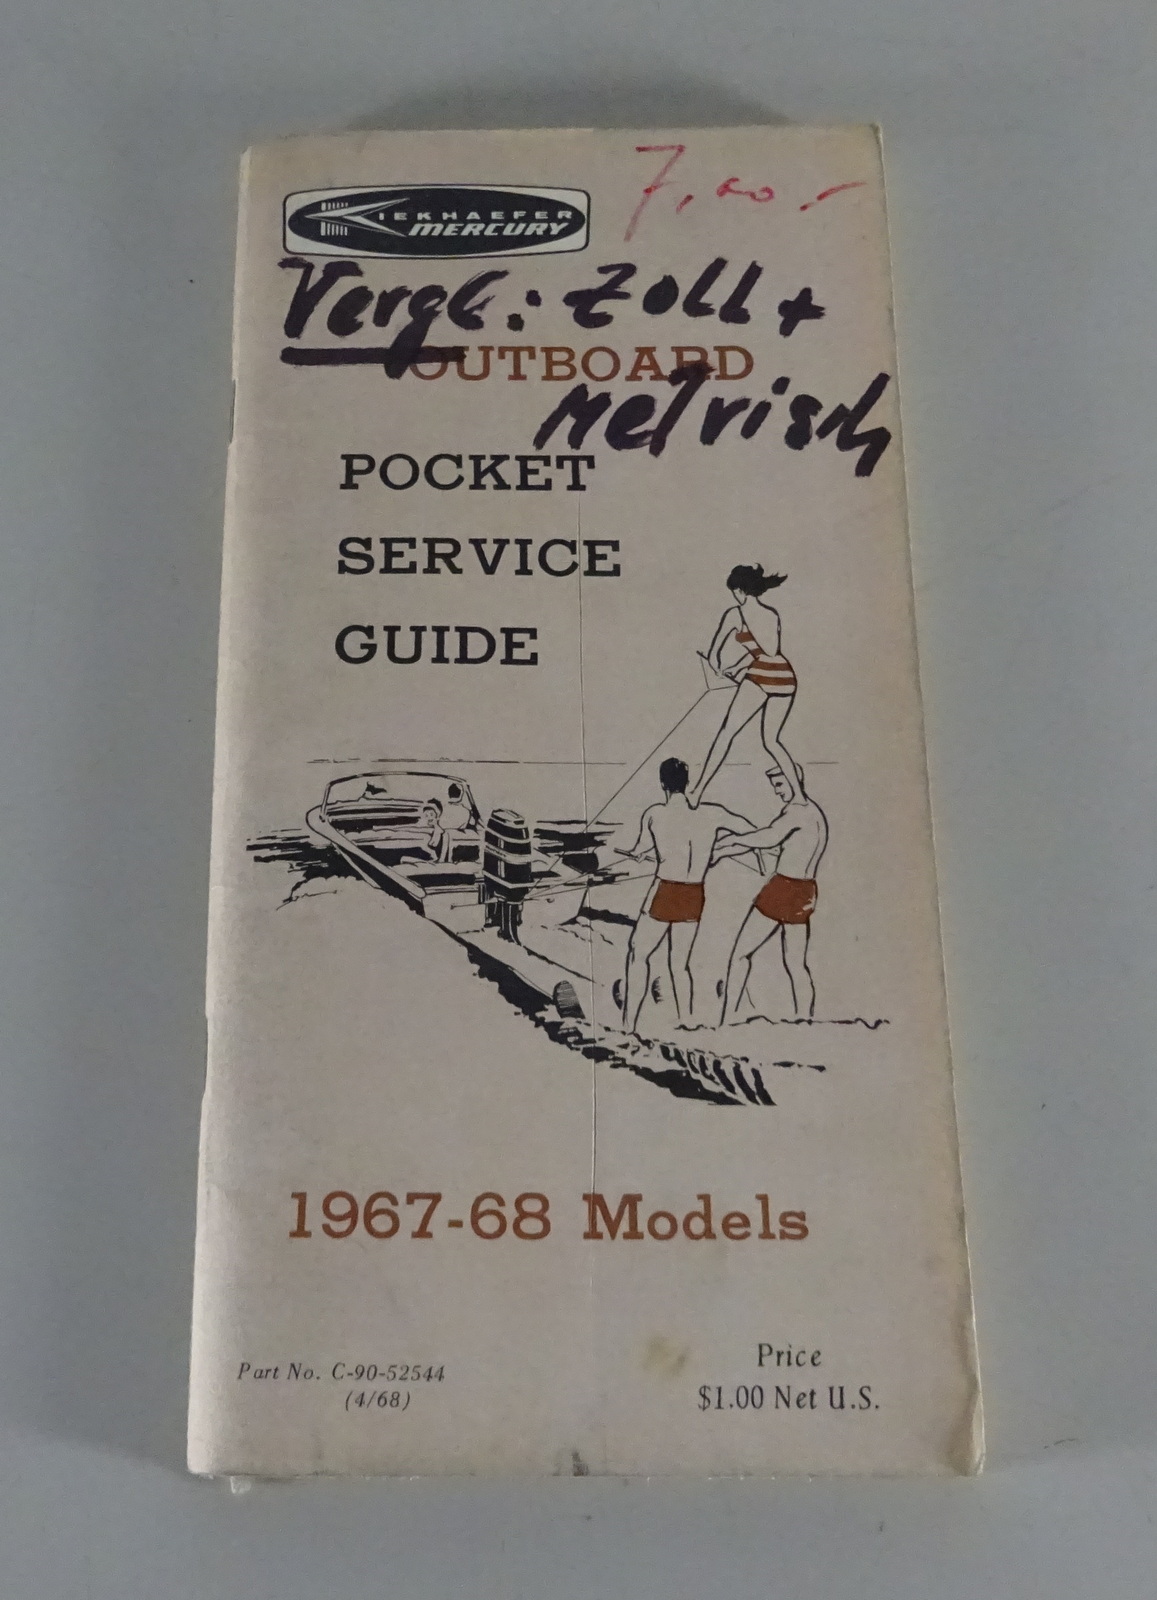 7,00 -
KIEKHAEFER
MERCURY
Vergl: Zoll +
OUTBOARD
Metrisch
POCKET
SERVICE
GUIDE
1967-68 Models
Part No. C-90-52544
(4/68)
Price
$1.00 Net U.S.